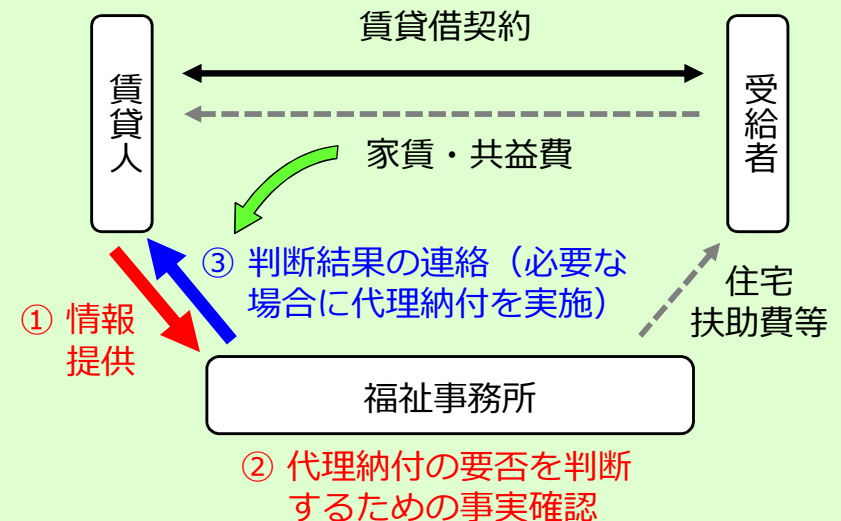 賃貸借契約
賃貸人
受給者
家賃・共益費
③ 判断結果の連絡（必要な
場合に代理納付を実施）
① 情報
提供
住宅
扶助費等
福祉事務所
② 代理納付の要否を判断
するための事実確認